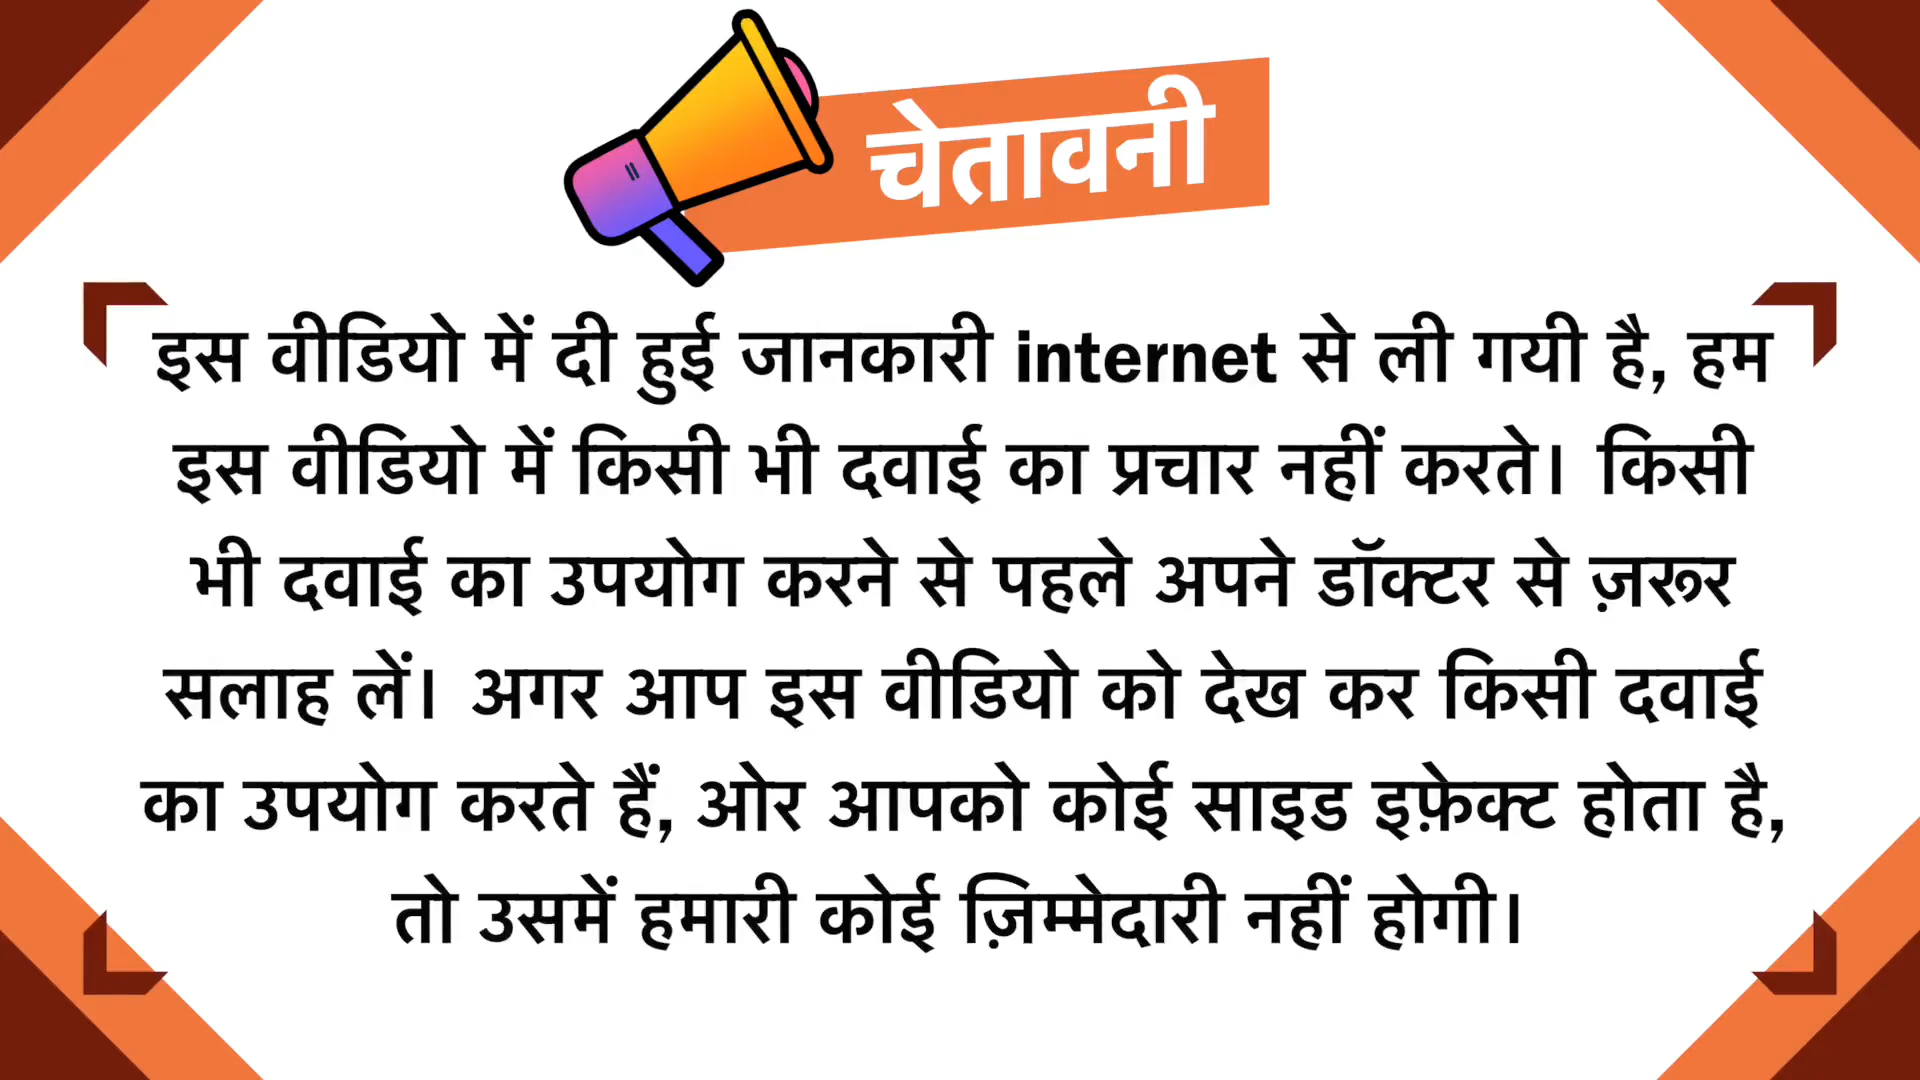 चेतावनी
इस वीडियो में दी हुई जानकारी internet से ली गयी है, हम
इस वीडियो में किसी भी दवाई का प्रचार नहीं करते। किसी
भी दवाई का उपयोग करने से पहले अपने डॉक्टर से ज़रूर
सलाह लें। अगर आप इस वीडियो को देख कर किसी दवाई
का उपयोग करते हैं, ओर आपको कोई साइड इफ़ेक्ट होता है,
तो उसमें हमारी कोई ज़िम्मेदारी नहीं होगी।